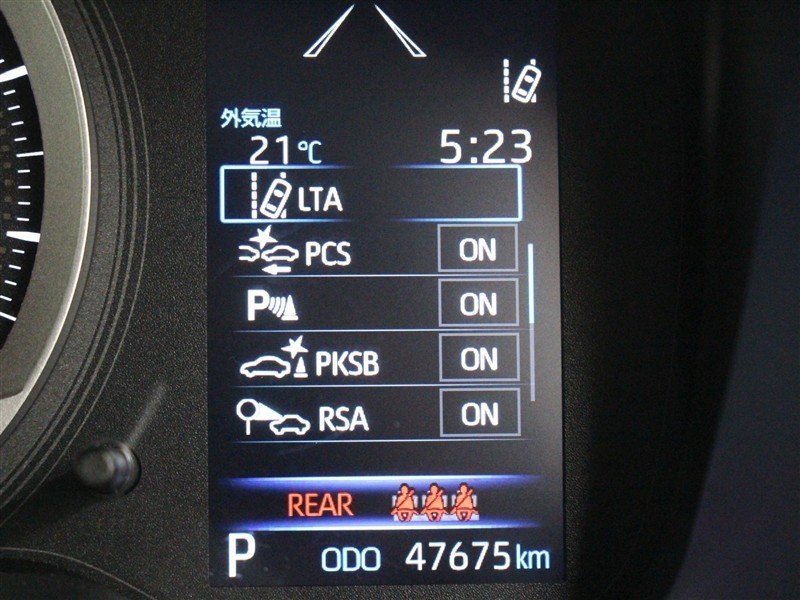 外気温
21℃ 5:23
LTA
PCS ON
P ON
PKSB ON
RSA ON
REAR
P ODO 47675km